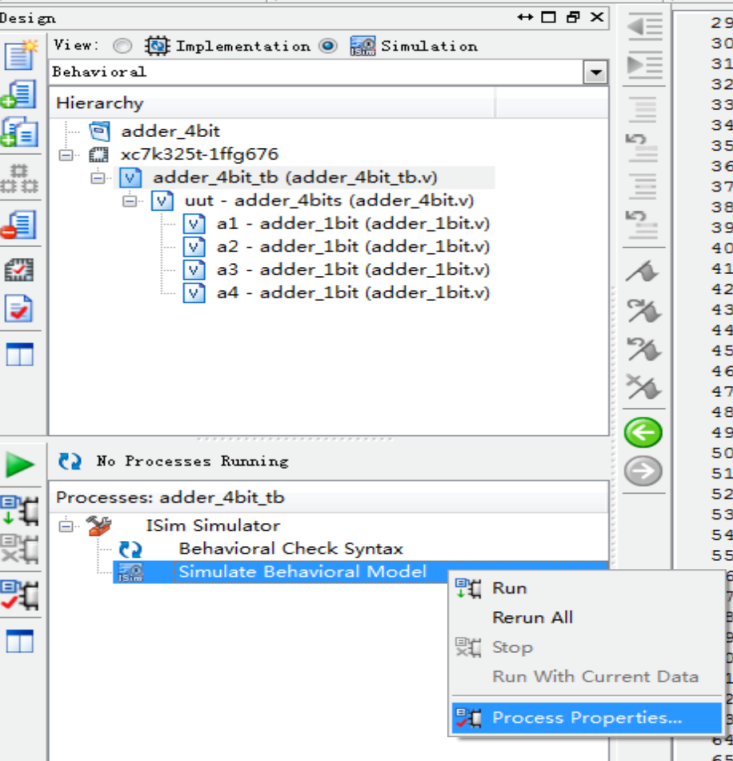 Design
View: Implementation Simulation
Behavioral
Hierarchy
adder_4bit
xc7k325t-1ffg676
adder_4bit_tb (adder_4bit_tb.v)
uut - adder_4bits (adder_4bit.v)
a1 - adder_1bit (adder_1bit.v)
a2 - adder_1bit (adder_1bit.v)
a3 - adder_1bit (adder_1bit.v)
a4 - adder_1bit (adder_1bit.v)
No Processes Running
Processes: adder_4bit_tb
ISim Simulator
Behavioral Check Syntax
Simulate Behavioral Model
Run
Rerun All
Stop
Run With Current Data
Process Properties...
29
30
31
32
33
34
35
36
37
38
39
40
41
42
43
44
45
46
47
48
49
50
51
52
53
54
55
64